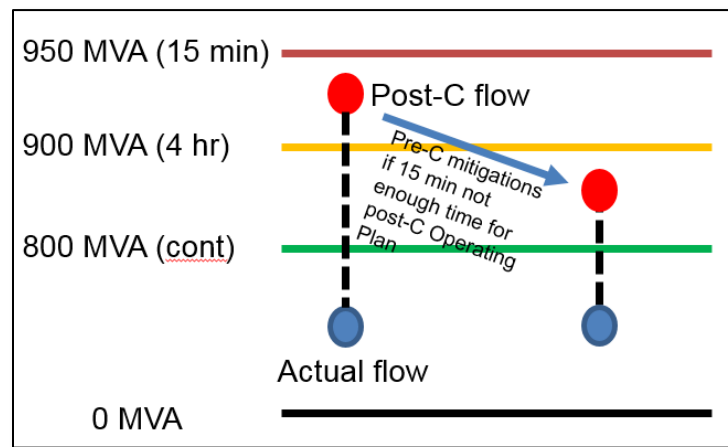 950 MVA (15 min)
Post-C flow
900 MVA (4 hr)
Pre-C mitigations
if 15 min not
enough time for
post-C Operating
Plan
800 MVA (cont)
Actual flow
0 MVA